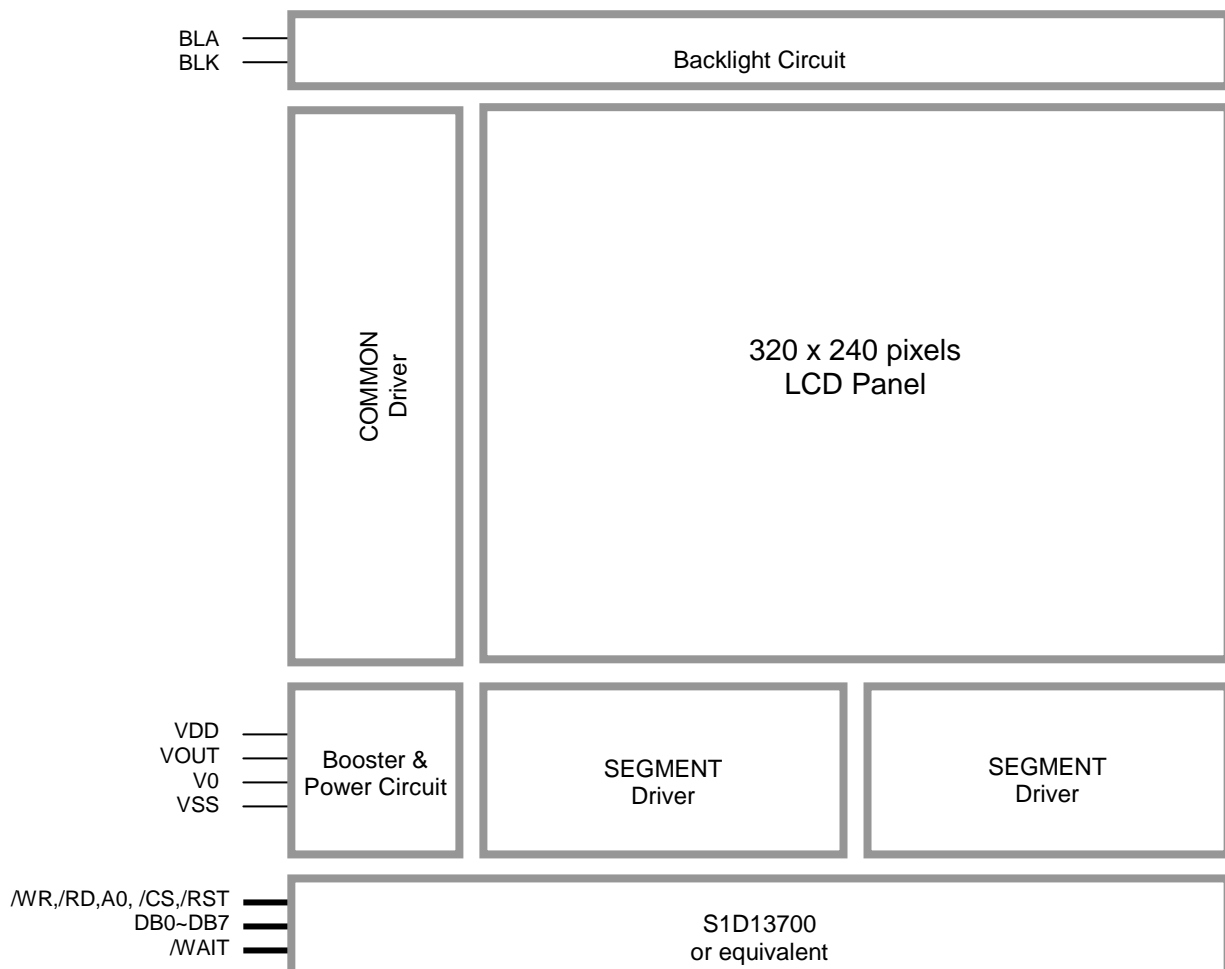 BLA
BLK
Backlight Circuit
COMMON
Driver
320 x 240 pixels
LCD Panel
VDD
VOUT
V0
VSS
Booster &
Power Circuit
SEGMENT
Driver
SEGMENT
Driver
/WR,/RD,A0, /CS,/RST
DB0~DB7
/WAIT
S1D13700
or equivalent